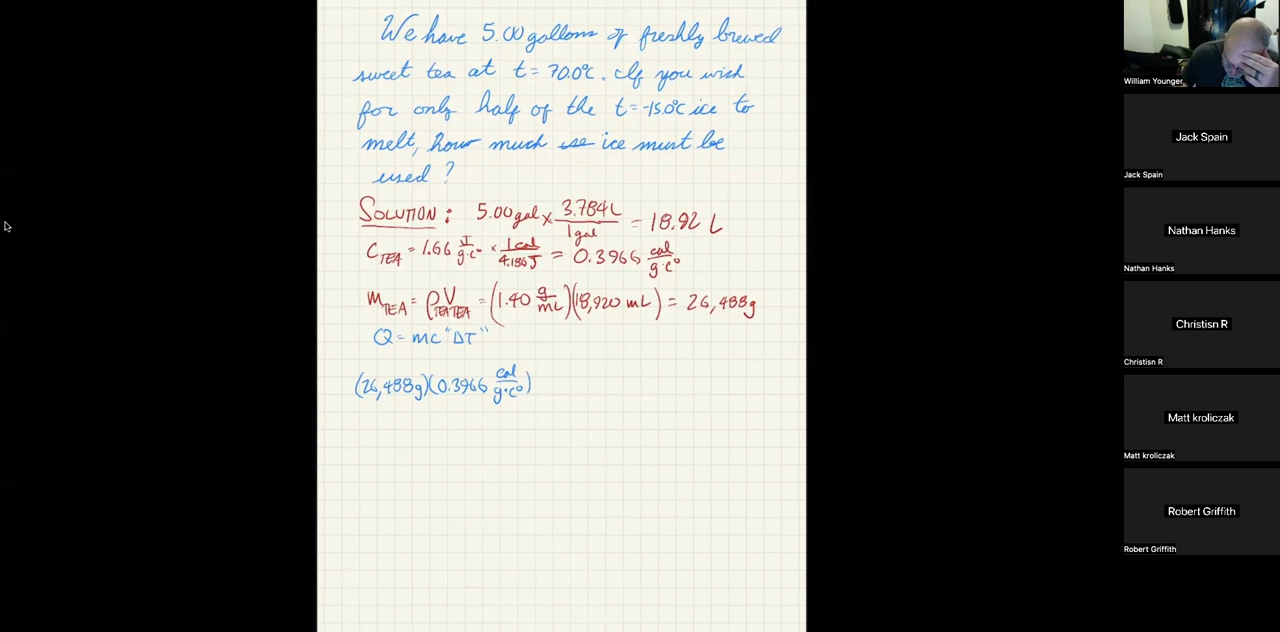 We have 5.00 gallons of freshly brewed
sweet tea at t = 70.0°C. If you wish
for only half of the t = -15.0°C ice to
melt, how much use ice must be
used?
SOLUTION: 5.00 gal × 3.784L / 1 gal = 18.92 L
C_TEA = 1.66 J/g·C° × 1 cal / 4.186 J = 0.3966 cal/g·C°
m_TEA = ρ_TEA V_TEA = (1.40 g/mL)(18,920 mL) = 26,488g
Q = mc "ΔT"
(26,488g)(0.3966 cal/g·C°)
William Younger
Jack Spain
Jack Spain
Nathan Hanks
Nathan Hanks
Christisn R
Christisn R
Matt kroliczak
Matt kroliczak
Robert Griffith
Robert Griffith